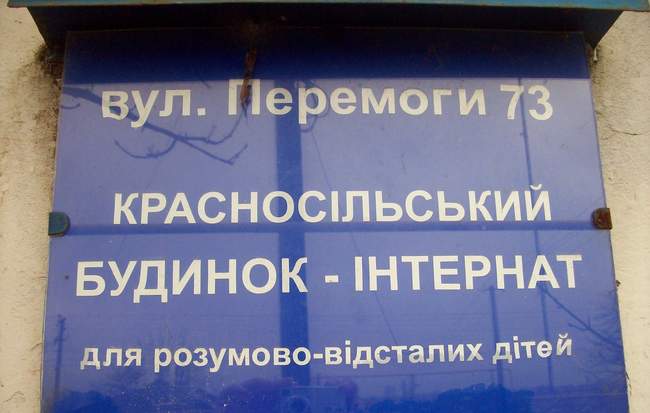 вул. Перемоги 73
КРАСНОСІЛЬСЬКИЙ
БУДИНОК - ІНТЕРНАТ
для розумово-відсталих дітей